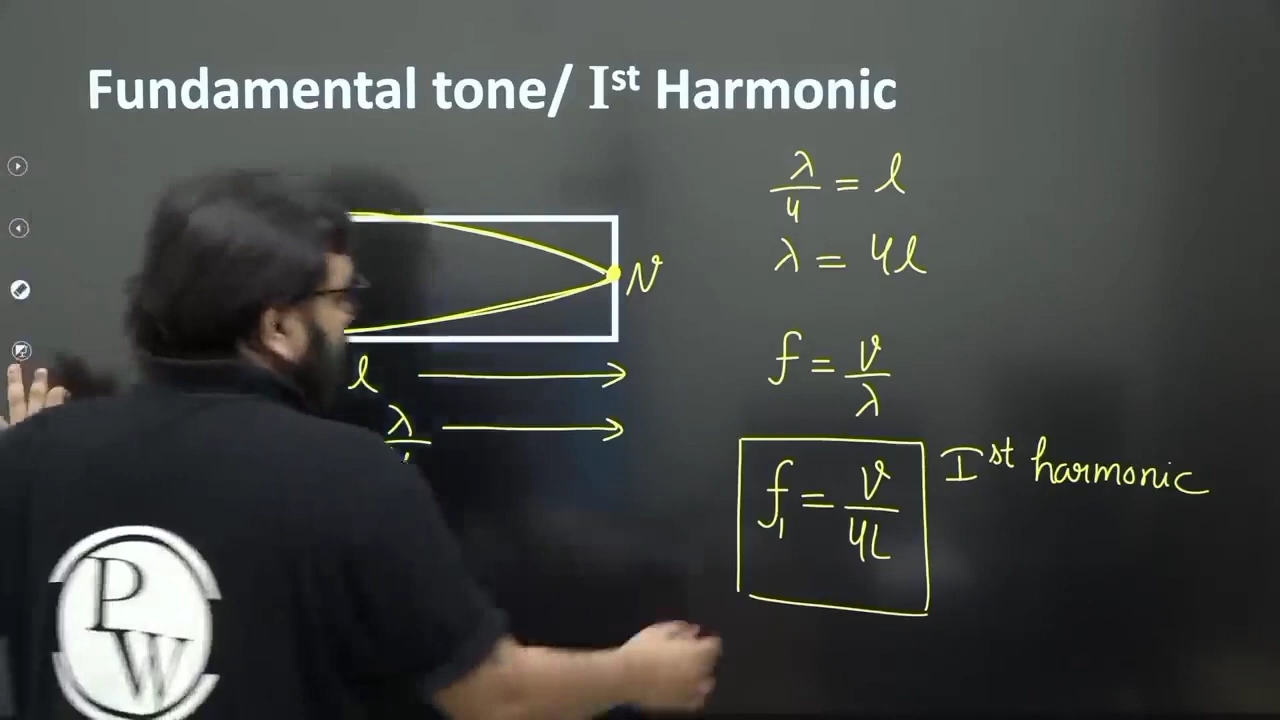 Fundamental tone/ Ist Harmonic
λ/4 = l
λ = 4l
N
f = v/λ
l
λ
f₁ = v/4L
Ist harmonic
PW